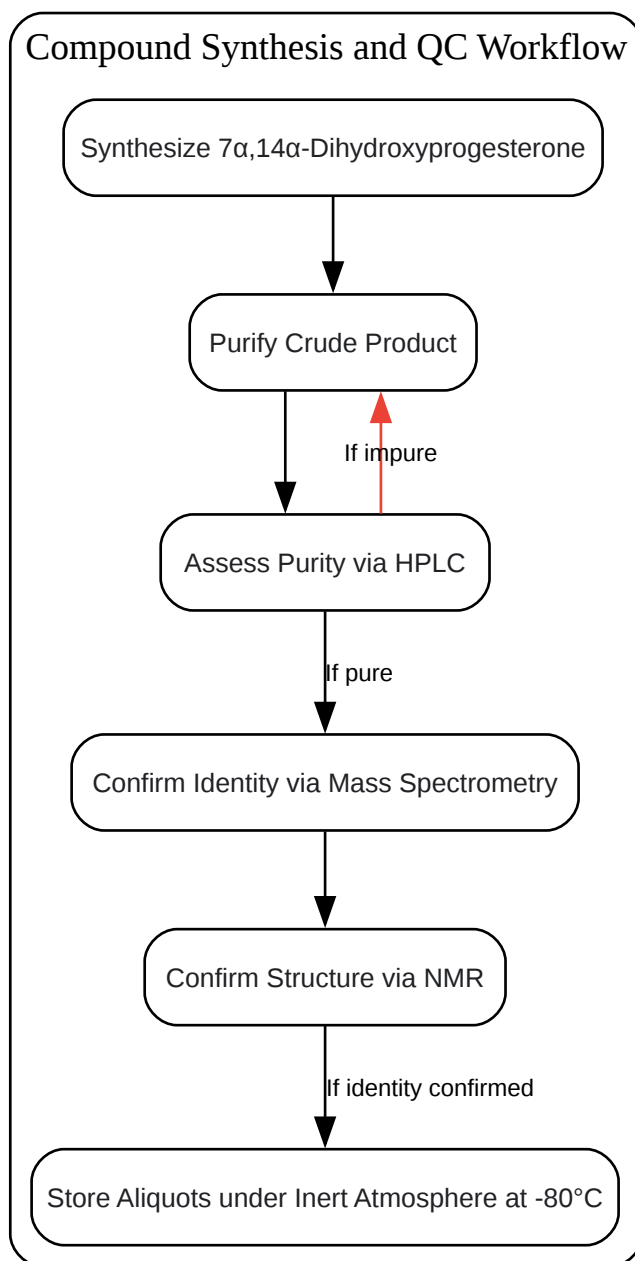 Compound Synthesis and QC Workflow
Synthesize 7α,14α-Dihydroxyprogesterone
Purify Crude Product
If impure
Assess Purity via HPLC
If pure
Confirm Identity via Mass Spectrometry
Confirm Structure via NMR
If identity confirmed
Store Aliquots under Inert Atmosphere at -80°C